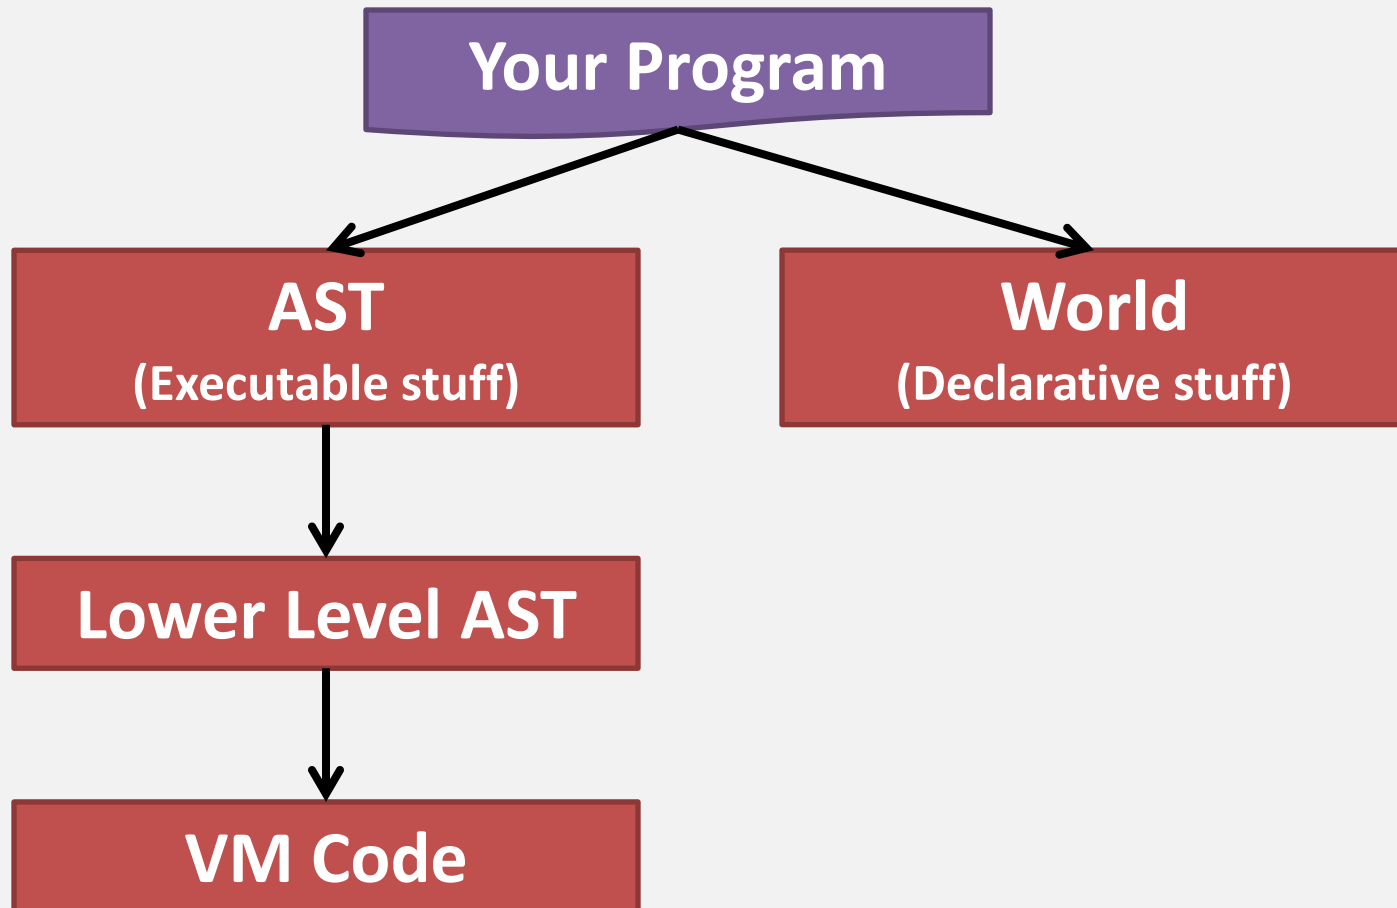 Your Program
AST
(Executable stuff)
World
(Declarative stuff)
Lower Level AST
VM Code